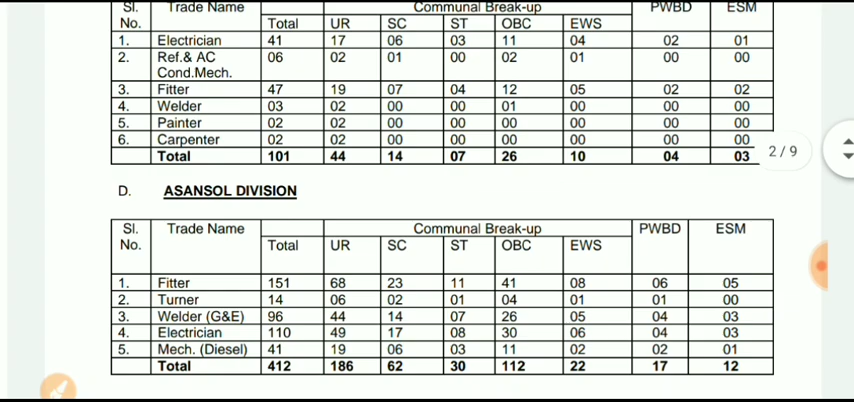 Sl. Trade Name Communal Break-up PWBD ESM
No. Total UR SC ST OBC EWS
1. Electrician 41 17 06 03 11 04 02 01
2. Ref.& AC 06 02 01 00 02 01 00 00
Cond.Mech.
3. Fitter 47 19 07 04 12 05 02 02
4. Welder 03 02 00 00 01 00 00 00
5. Painter 02 02 00 00 00 00 00 00
6. Carpenter 02 02 00 00 00 00 00 00
Total 101 44 14 07 26 10 04 03
2 / 9
D. ASANSOL DIVISION
Sl. Trade Name Communal Break-up PWBD ESM
No. Total UR SC ST OBC EWS
1. Fitter 151 68 23 11 41 08 06 05
2. Turner 14 06 02 01 04 01 01 00
3. Welder (G&E) 96 44 14 07 26 05 04 03
4. Electrician 110 49 17 08 30 06 04 03
5. Mech. (Diesel) 41 19 06 03 11 02 02 01
Total 412 186 62 30 112 22 17 12